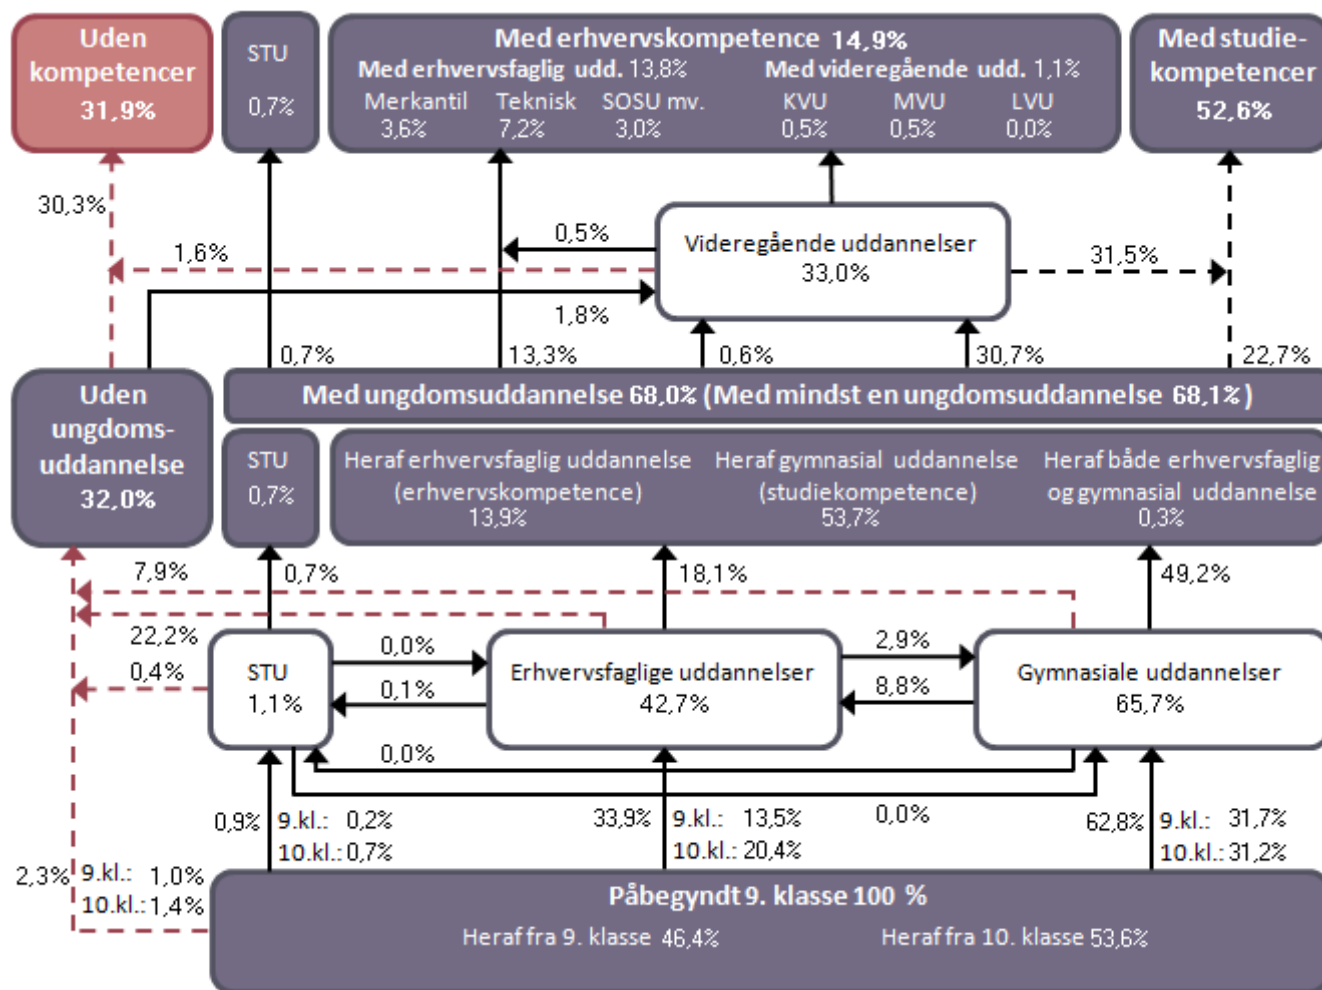 Uden
kompetencer
31,9%
STU
0,7%
Med erhvervskompetence 14,9%
Med erhvervsfaglig udd. 13,8%
Med videregående udd. 1,1%
Merkantil
3,6%
Teknisk
7,2%
SOSU mv.
3,0%
KVU
0,5%
MVU
0,5%
LVU
0,0%
Med studie-
kompetencer
52,6%
30,3%
1,6%
0,5%
1,8%
Videregående uddannelser
33,0%
31,5%
0,7%
13,3%
0,6%
30,7%
22,7%
Uden
ungdoms-
uddannelse
32,0%
Med ungdomsuddannelse 68,0% (Med mindst en ungdomsuddannelse 68,1%)
STU
0,7%
Heraf erhvervsfaglig uddannelse
(erhvervskompetence)
13,9%
Heraf gymnasial uddannelse
(studiekompetence)
53,7%
Heraf både erhvervsfaglig
og gymnasial uddannelse
0,3%
7,9%
0,7%
18,1%
49,2%
22,2%
0,4%
STU
1,1%
0,0%
0,1%
Erhvervsfaglige uddannelser
42,7%
2,9%
8,8%
Gymnasiale uddannelser
65,7%
0,0%
0,0%
0,9%
9.kl.: 0,2%
10.kl.: 0,7%
33,9%
9.kl.: 13,5%
10.kl.: 20,4%
62,8%
9.kl.: 31,7%
10.kl.: 31,2%
2,3%
9.kl.: 1,0%
10.kl.: 1,4%
Påbegyndt 9. klasse 100 %
Heraf fra 9. klasse 46,4%
Heraf fra 10. klasse 53,6%